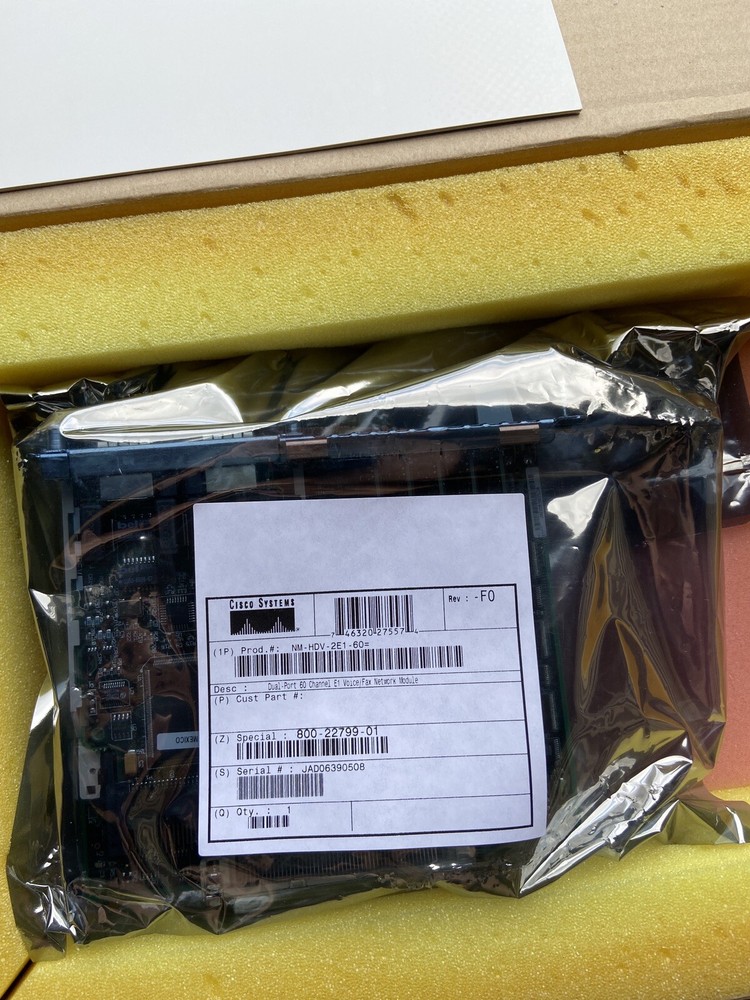 CISCO SYSTEMS
7 46320 27557 4
Rev : -F0
(1P) Prod.#: NM-HDV-2E1-60=
Desc : Dual-Port 60 Channel E1 Voice/Fax Network Module
(P) Cust Part #:
(Z) Special : 800-22799-01
(S) Serial # : JAD06390508
(Q) Qty. : 1
MEXICO